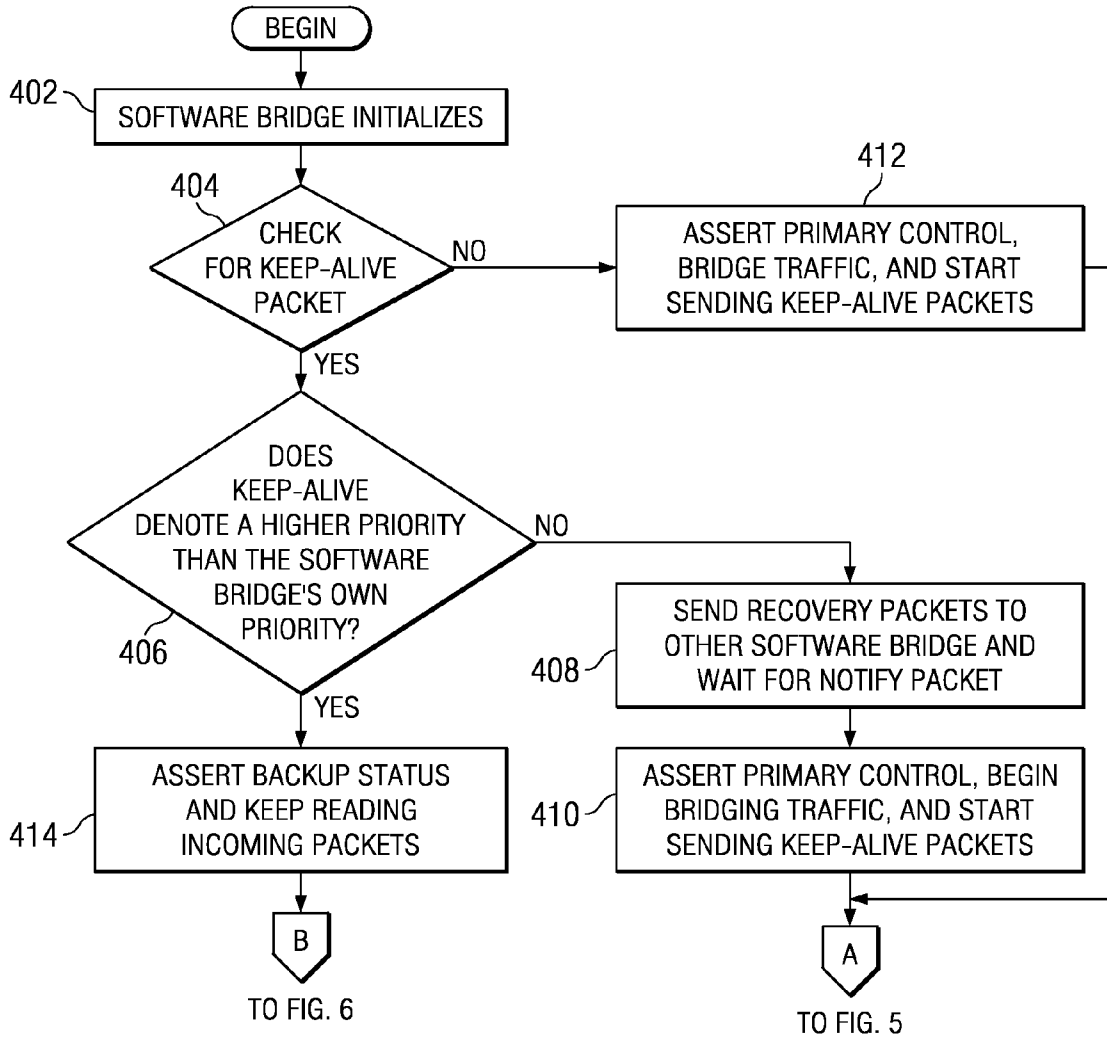 BEGIN
402
SOFTWARE BRIDGE INITIALIZES
404
CHECK
FOR KEEP-ALIVE
PACKET
NO
YES
412
ASSERT PRIMARY CONTROL,
BRIDGE TRAFFIC, AND START
SENDING KEEP-ALIVE PACKETS
DOES
KEEP-ALIVE
DENOTE A HIGHER PRIORITY
THAN THE SOFTWARE
BRIDGE'S OWN
PRIORITY?
406
NO
YES
SEND RECOVERY PACKETS TO
OTHER SOFTWARE BRIDGE AND
WAIT FOR NOTIFY PACKET
408
ASSERT BACKUP STATUS
AND KEEP READING
INCOMING PACKETS
414
ASSERT PRIMARY CONTROL, BEGIN
BRIDGING TRAFFIC, AND START
SENDING KEEP-ALIVE PACKETS
410
B
TO FIG. 6
A
TO FIG. 5